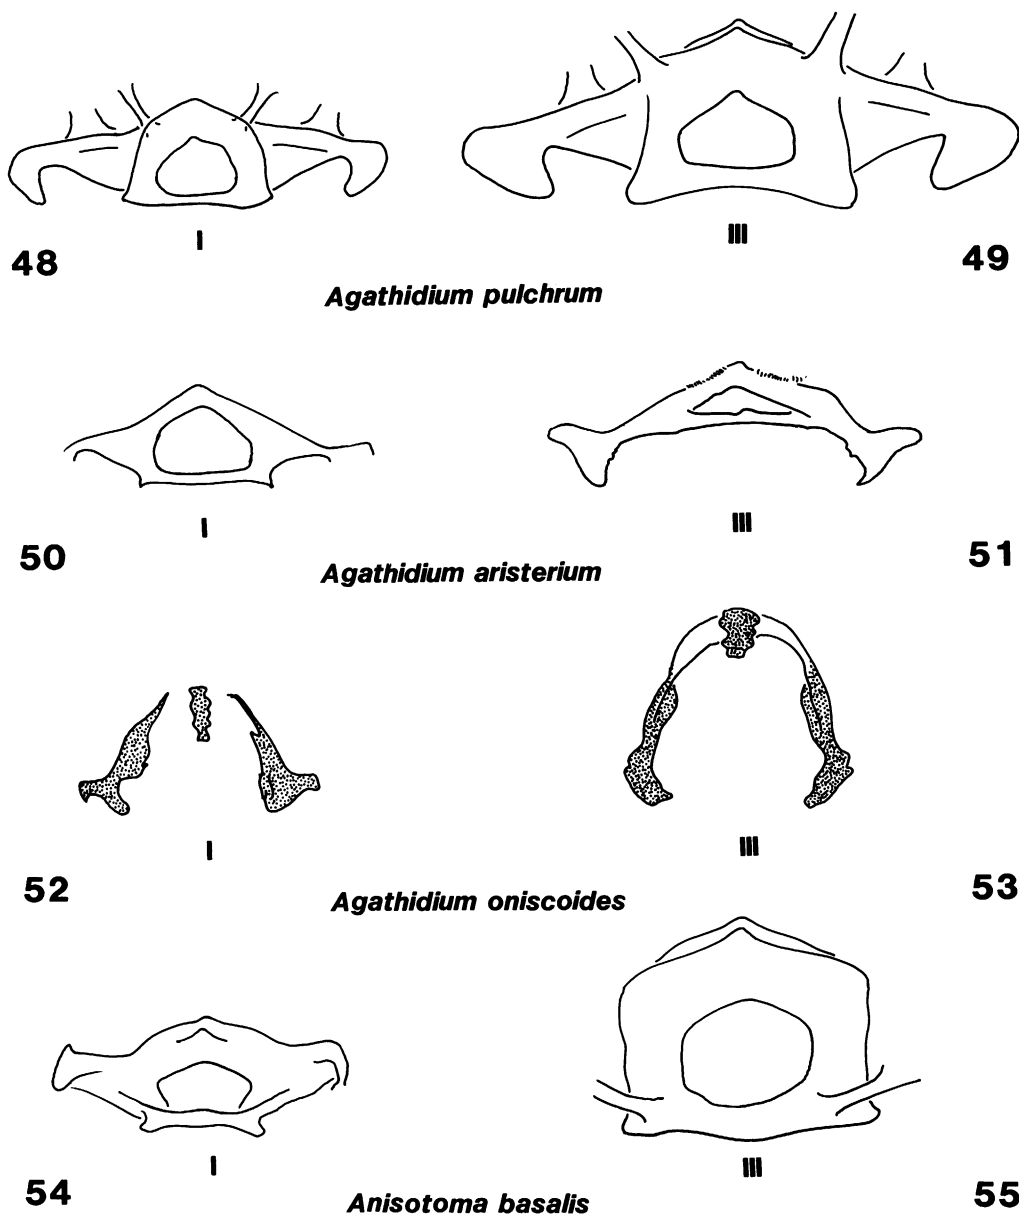 I
III
48
49
Agathidium pulchrum
I
III
50
51
Agathidium aristerium
I
III
52
53
Agathidium oniscoides
I
III
54
55
Anisotoma basalis